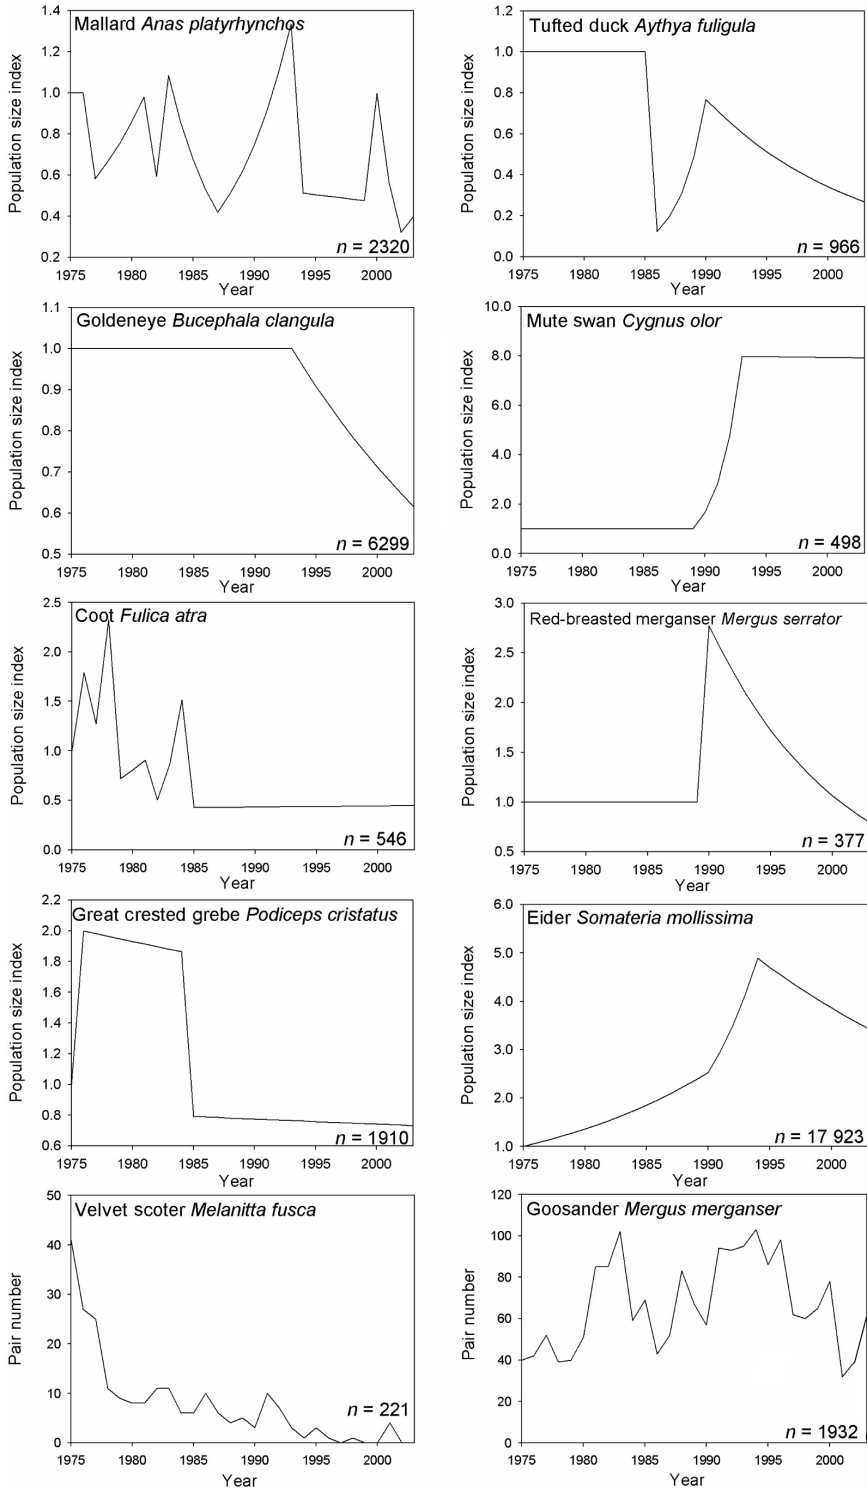 Mallard Anas platyrhynchos
Population size index
1.4
1.2
1.0
0.8
0.6
0.4
0.2
n = 2320
1975 1980 1985 1990 1995 2000
Year
Tufted duck Aythya fuligula
Population size index
1.2
1.0
0.8
0.6
0.4
0.2
0.0
n = 966
1975 1980 1985 1990 1995 2000
Year
Goldeneye Bucephala clangula
Population size index
1.1
1.0
0.9
0.8
0.7
0.6
0.5
n = 6299
1975 1980 1985 1990 1995 2000
Year
Mute swan Cygnus olor
Population size index
10.0
8.0
6.0
4.0
2.0
0.0
n = 498
1975 1980 1985 1990 1995 2000
Year
Coot Fulica atra
Population size index
2.5
2.0
1.5
1.0
0.5
0.0
n = 546
1975 1980 1985 1990 1995 2000
Year
Red-breasted merganser Mergus serrator
Population size index
3.0
2.5
2.0
1.5
1.0
0.5
n = 377
1975 1980 1985 1990 1995 2000
Year
Great crested grebe Podiceps cristatus
Population size index
2.2
2.0
1.8
1.6
1.4
1.2
1.0
0.8
0.6
n = 1910
1975 1980 1985 1990 1995 2000
Year
Eider Somateria mollissima
Population size index
6.0
5.0
4.0
3.0
2.0
1.0
n = 17 923
1975 1980 1985 1990 1995 2000
Year
Velvet scoter Melanitta fusca
Pair number
50
40
30
20
10
0
n = 221
1975 1980 1985 1990 1995 2000
Year
Goosander Mergus merganser
Pair number
120
100
80
60
40
20
0
n = 1932
1975 1980 1985 1990 1995 2000
Year